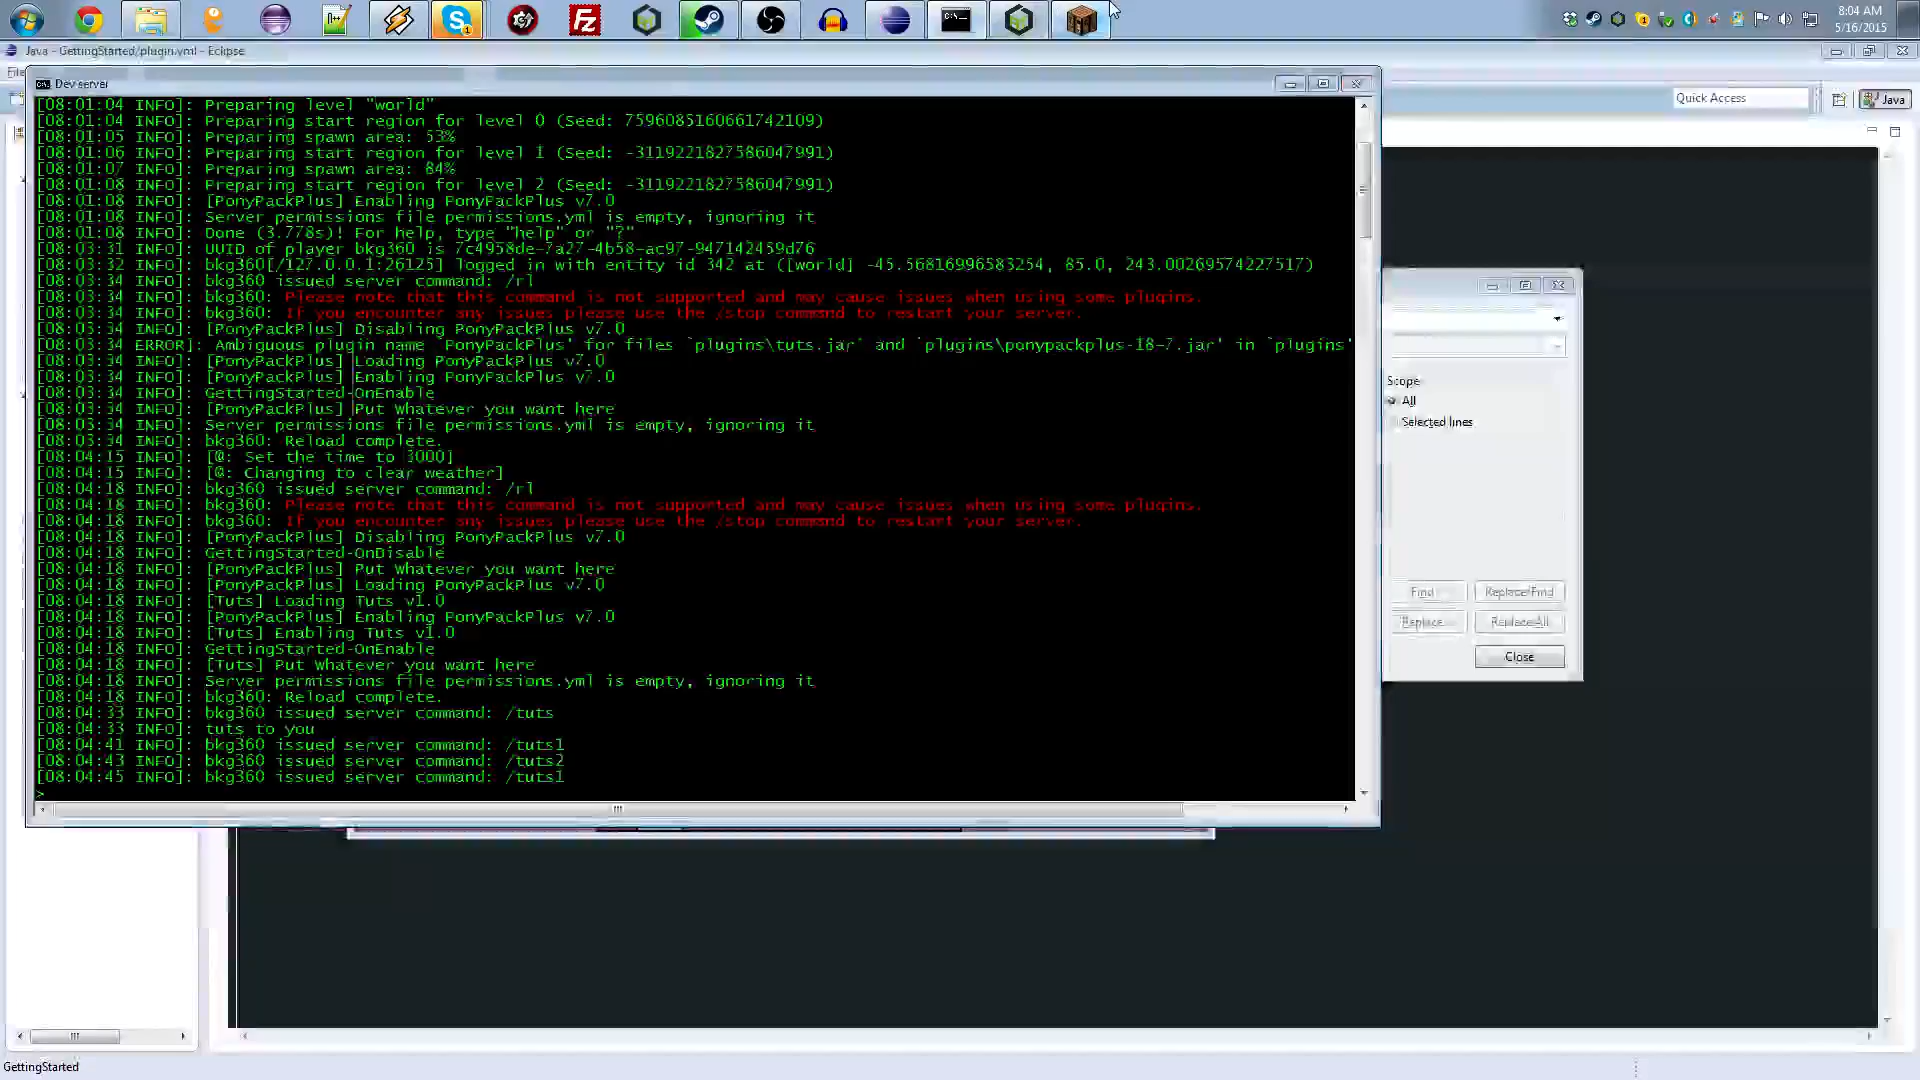 8:04 AM
5/16/2015
Java - GettingStarted/plugin.yml - Eclipse
File
Dev server
Quick Access
Java
[08:01:04 INFO]: Preparing level "world"
[08:01:04 INFO]: Preparing start region for level 0 (Seed: 7596085160661742109)
[08:01:05 INFO]: Preparing spawn area: 53%
[08:01:06 INFO]: Preparing start region for level 1 (Seed: -3119221827586047991)
[08:01:07 INFO]: Preparing spawn area: 84%
[08:01:08 INFO]: Preparing start region for level 2 (Seed: -3119221827586047991)
[08:01:08 INFO]: [PonyPackPlus] Enabling PonyPackPlus v7.0
[08:01:08 INFO]: Server permissions file permissions.yml is empty, ignoring it
[08:01:08 INFO]: Done (3.778s)! For help, type "help" or "?"
[08:03:31 INFO]: UUID of player bkg360 is 7c4958de-7a27-4b58-ac97-947142459d76
[08:03:32 INFO]: bkg360[/127.0.0.1:26125] logged in with entity id 342 at ([world] -45.56816996583254, 85.0, 243.00269574227517)
[08:03:34 INFO]: bkg360 issued server command: /rl
[08:03:34 INFO]: bkg360: Please note that this command is not supported and may cause issues when using some plugins.
[08:03:34 INFO]: bkg360: If you encounter any issues please use the /stop command to restart your server.
[08:03:34 INFO]: [PonyPackPlus] Disabling PonyPackPlus v7.0
[08:03:34 ERROR]: Ambiguous plugin name `PonyPackPlus' for files `plugins\tuts.jar' and `plugins\ponypackplus-18-7.jar' in `plugins'
[08:03:34 INFO]: [PonyPackPlus] Loading PonyPackPlus v7.0
[08:03:34 INFO]: [PonyPackPlus] Enabling PonyPackPlus v7.0
[08:03:34 INFO]: GettingStarted-OnEnable
[08:03:34 INFO]: [PonyPackPlus] Put Whatever you want here
[08:03:34 INFO]: Server permissions file permissions.yml is empty, ignoring it
[08:03:34 INFO]: bkg360: Reload complete.
[08:04:15 INFO]: [@: Set the time to 3000]
[08:04:15 INFO]: [@: Changing to clear weather]
[08:04:18 INFO]: bkg360 issued server command: /rl
[08:04:18 INFO]: bkg360: Please note that this command is not supported and may cause issues when using some plugins.
[08:04:18 INFO]: bkg360: If you encounter any issues please use the /stop command to restart your server.
[08:04:18 INFO]: [PonyPackPlus] Disabling PonyPackPlus v7.0
[08:04:18 INFO]: GettingStarted-OnDisable
[08:04:18 INFO]: [PonyPackPlus] Put Whatever you want here
[08:04:18 INFO]: [PonyPackPlus] Loading PonyPackPlus v7.0
[08:04:18 INFO]: [Tuts] Loading Tuts v1.0
[08:04:18 INFO]: [PonyPackPlus] Enabling PonyPackPlus v7.0
[08:04:18 INFO]: [Tuts] Enabling Tuts v1.0
[08:04:18 INFO]: GettingStarted-OnEnable
[08:04:18 INFO]: [Tuts] Put Whatever you want here
[08:04:18 INFO]: Server permissions file permissions.yml is empty, ignoring it
[08:04:18 INFO]: bkg360: Reload complete.
[08:04:33 INFO]: bkg360 issued server command: /tuts
[08:04:33 INFO]: tuts to you
[08:04:41 INFO]: bkg360 issued server command: /tuts1
[08:04:43 INFO]: bkg360 issued server command: /tuts2
[08:04:45 INFO]: bkg360 issued server command: /tuts1
>
Scope
All
Selected lines
Find
Replace/Find
Replace
Replace All
Close
GettingStarted